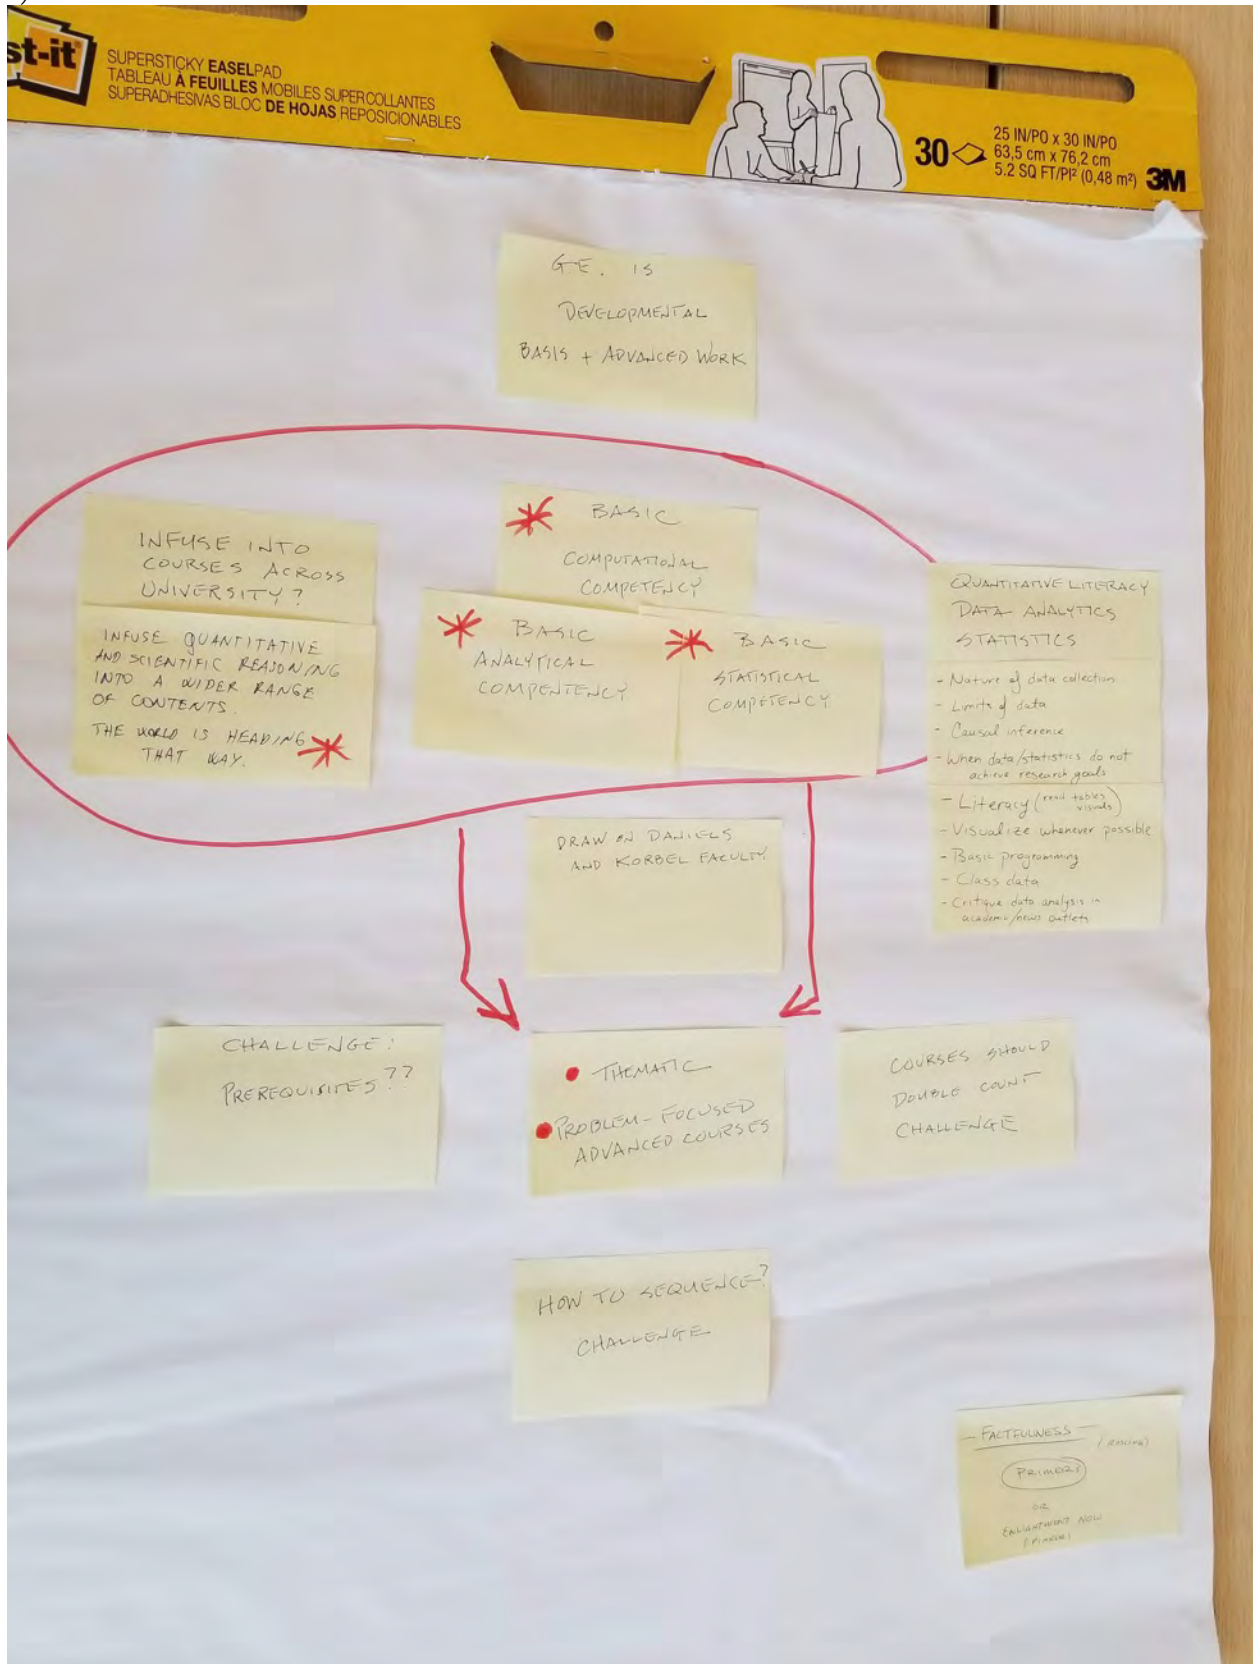 st-it
SUPERSTICKY EASELPAD
TABLEAU À FEUILLES MOBILES SUPERCOLLANTES
SUPERADHESIVAS BLOC DE HOJAS REPOSICIONABLES
30
25 IN/PO x 30 IN/PO
63,5 cm x 76,2 cm
5.2 SQ FT/PI² (0,48 m²)
3M
G.E. IS
DEVELOPMENTAL
BASIS + ADVANCED WORK
INFUSE INTO
COURSES ACROSS
UNIVERSITY?
INFUSE QUANTITATIVE
AND SCIENTIFIC REASONING
INTO A WIDER RANGE
OF CONTENTS.
THE WORLD IS HEADING
THAT WAY.
BASIC
COMPUTATIONAL
COMPETENCY
BASIC
ANALYTICAL
COMPENTENCY
BASIC
STATISTICAL
COMPETENCY
QUANTITATIVE LITERACY
DATA ANALYTICS
STATISTICS
- Nature of data collection
- Limits of data
- Causal inference
- When data/statistics do not
achieve research goals
- Literacy (read tables visuals)
- Visualize whenever possible
- Basic programming
- Class data
- Critique data analysis in
academic/news outlets
DRAW ON DANIELS
AND KORBEL FACULTY
CHALLENGE:
PREREQUISITES??
• THEMATIC
• PROBLEM-FOCUSED
ADVANCED COURSES
COURSES SHOULD
DOUBLE COUNT
CHALLENGE
HOW TO SEQUENCE?
CHALLENGE
- FACTFULNESS -
(ROSLING)
PRIMERS
OR
ENLIGHTMENT NOW
(PINKER)